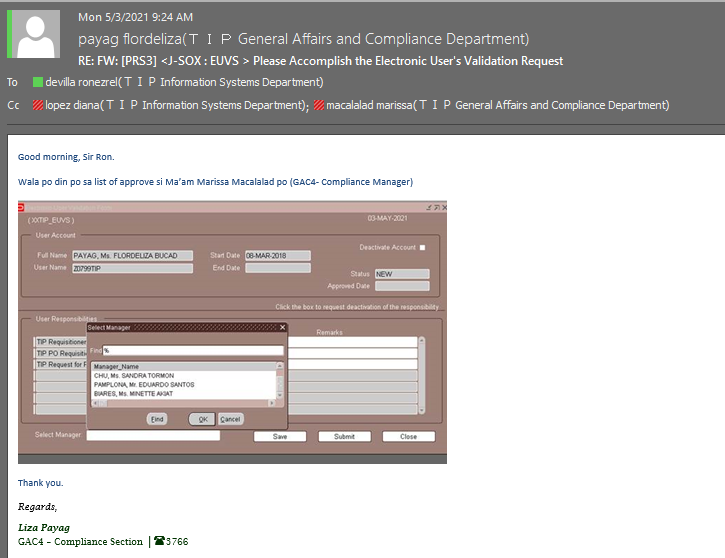 Mon 5/3/2021 9:24 AM
payag flordeliza(ＴＩＰ General Affairs and Compliance Department)
RE: FW: [PRS3] <J-SOX : EUVS > Please Accomplish the Electronic User's Validation Request
To devilla ronezrel(ＴＩＰ Information Systems Department)
Cc lopez diana(ＴＩＰ Information Systems Department); macalalad marissa(ＴＩＰ General Affairs and Compliance Department)
Good morning, Sir Ron.
Wala po din po sa list of approve si Ma'am Marissa Macalalad po (GAC4- Compliance Manager)
(XXTIP_EUVS) 03-MAY-2021
User Account
Deactivate Account
Full Name PAYAG, Ms. FLORDELIZA BUCAD Start Date 08-MAR-2018
User Name Z0799TIP End Date
Status NEW
Approved Date
Click the box to request deactivation of the responsibility
User Responsibilities
Select Manager
Remarks
TIP Requisitioner
Find %
TIP PO Requisiti
TIP Request for F
Manager_Name
CHU, Ms. SANDRA TORMON
PAMPLONA, Mr. EDUARDO SANTOS
BIARES, Ms. MINETTE AKIAT
Find OK Cancel
Select Manager Save Submit Close
Thank you.
Regards,
Liza Payag
GAC4 – Compliance Section | ☎3766